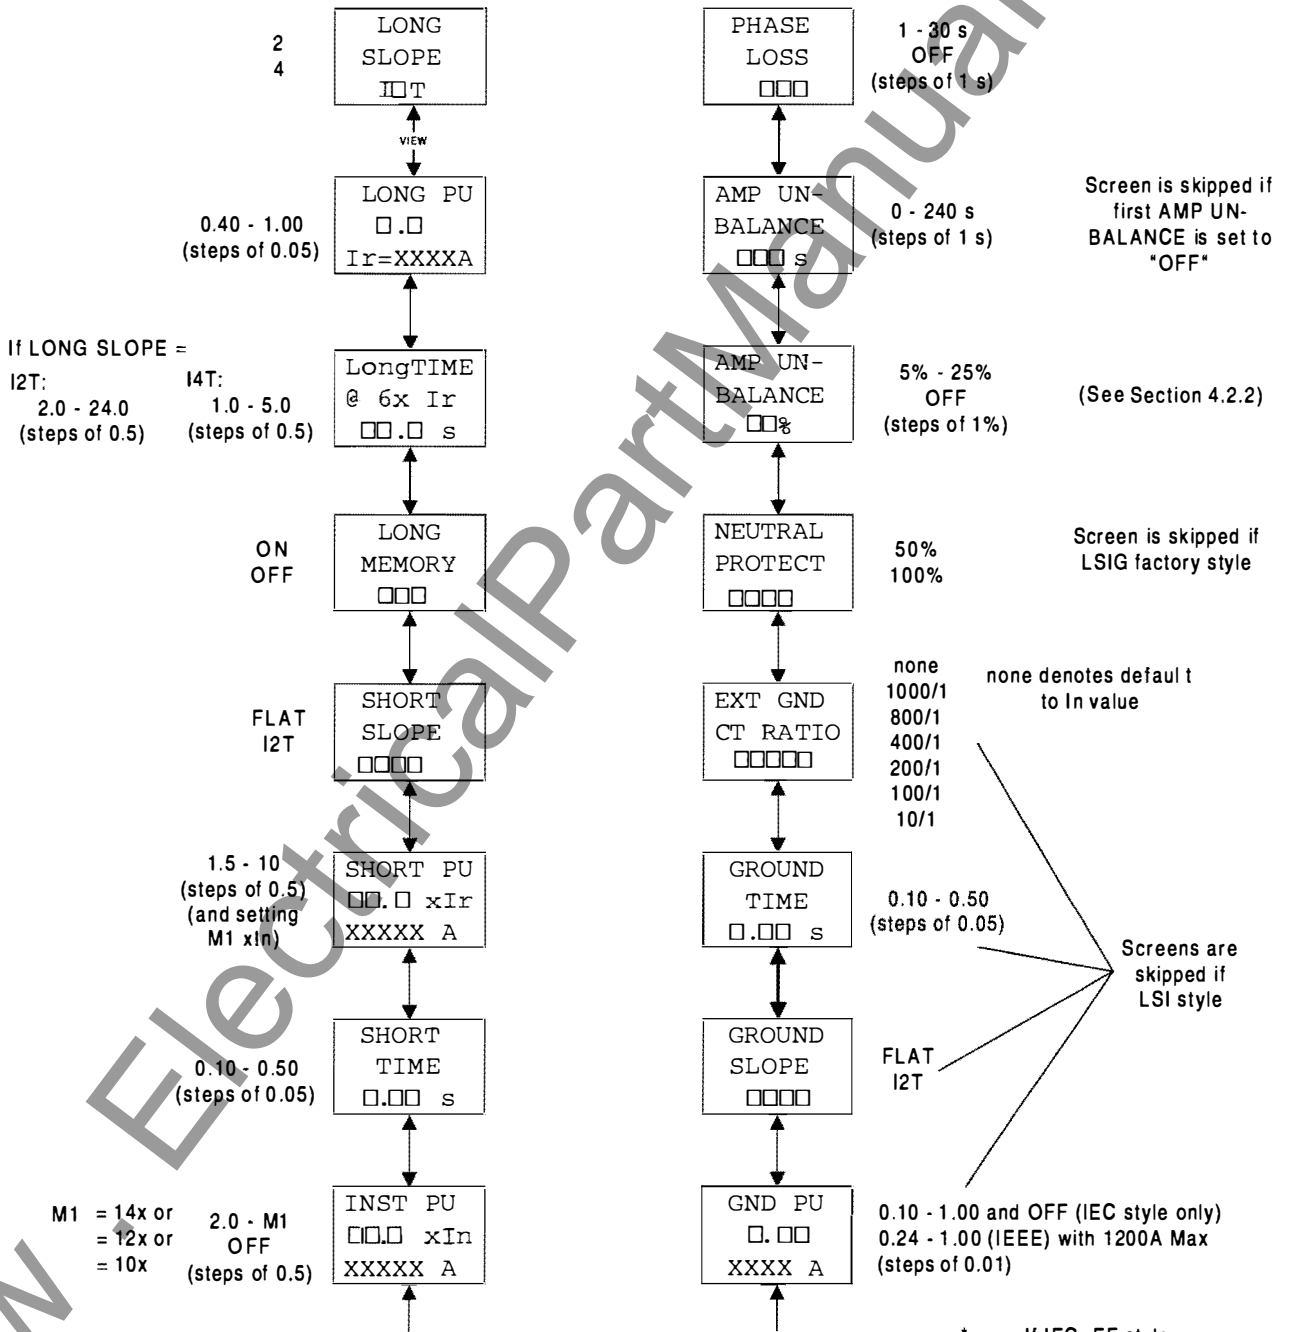 2
4
LONG
SLOPE
I□T
VIEW
0.40 - 1.00
(steps of 0.05)
LONG PU
□.□
Ir=XXXXA
If LONG SLOPE =
I2T:
2.0 - 24.0
(steps of 0.5)
I4T:
1.0 - 5.0
(steps of 0.5)
LongTIME
@ 6x Ir
□□.□ s
ON
OFF
LONG
MEMORY
□□□
FLAT
I2T
SHORT
SLOPE
□□□□
1.5 - 10
(steps of 0.5)
(and setting
M1 xIn)
SHORT PU
□□.□ xIr
XXXXX A
0.10 - 0.50
(steps of 0.05)
SHORT
TIME
□.□□ s
M1 = 14x or
= 12x or
= 10x
2.0 - M1
OFF
(steps of 0.5)
INST PU
□□.□ xIn
XXXXX A
PHASE
LOSS
□□□
1 - 30 s
OFF
(steps of 1 s)
AMP UN-
BALANCE
□□□ s
0 - 240 s
(steps of 1 s)
Screen is skipped if
first AMP UN-
BALANCE is set to
"OFF"
AMP UN-
BALANCE
□□%
5% - 25%
OFF
(steps of 1%)
(See Section 4.2.2)
NEUTRAL
PROTECT
□□□□
50%
100%
Screen is skipped if
LSIG factory style
EXT GND
CT RATIO
□□□□□
none
1000/1
800/1
400/1
200/1
100/1
10/1
none denotes defaul t
to In value
GROUND
TIME
□.□□ s
0.10 - 0.50
(steps of 0.05)
Screens are
skipped if
LSI style
GROUND
SLOPE
□□□□
FLAT
I2T
GND PU
□.□□
XXXX A
0.10 - 1.00 and OFF (IEC style only)
0.24 - 1.00 (IEEE) with 1200A Max
(steps of 0.01)
w . ElectricalPartManual